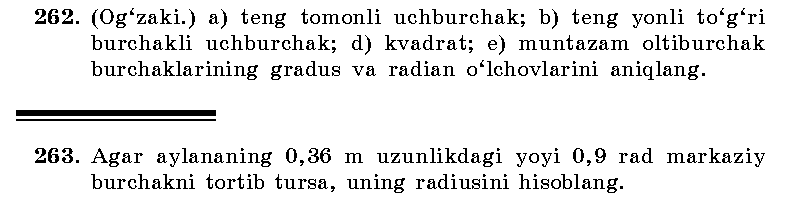 262. (Og‘zaki.) a) teng tomonli uchburchak; b) teng yonli to‘g‘ri
burchakli uchburchak; d) kvadrat; e) muntazam oltiburchak
burchaklarining gradus va radian o‘lchovlarini aniqlang.
263. Agar aylananing 0,36 m uzunlikdagi yoyi 0,9 rad markaziy
burchakni tortib tursa, uning radiusini hisoblang.